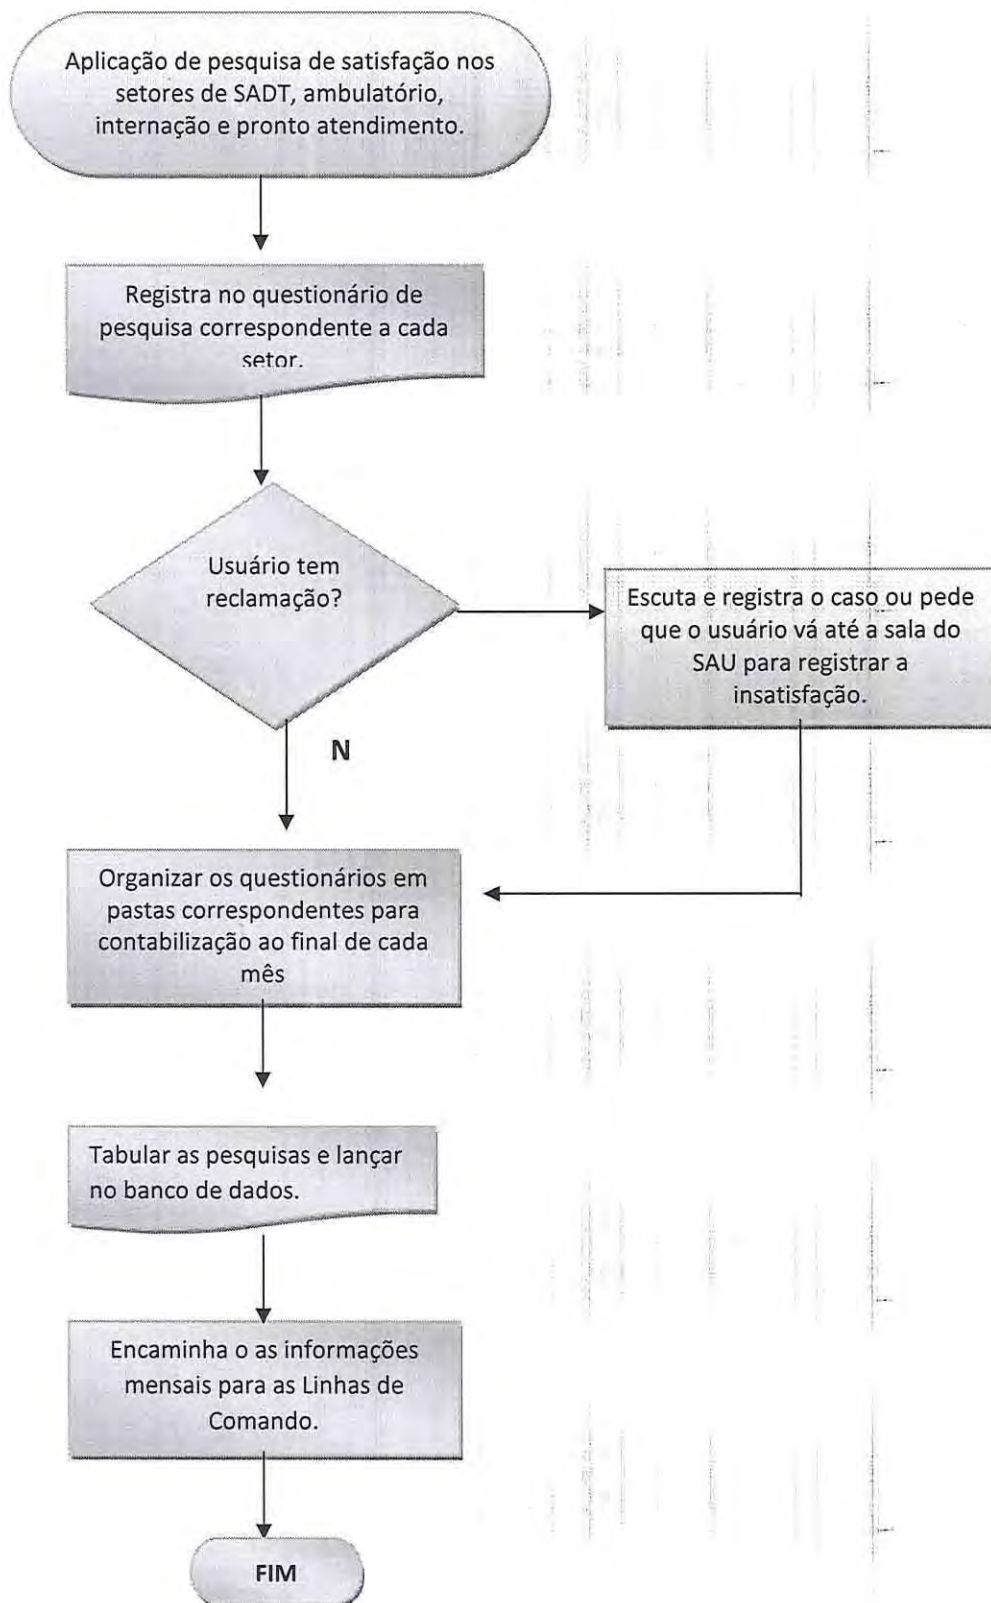 Aplicação de pesquisa de satisfação nos
setores de SADT, ambulatório,
internação e pronto atendimento.
Registra no questionário de
pesquisa correspondente a cada
setor.
Usuário tem
reclamação?
Escuta e registra o caso ou pede
que o usuário vá até a sala do
SAU para registrar a
insatisfação.
N
Organizar os questionários em
pastas correspondentes para
contabilização ao final de cada
mês
Tabular as pesquisas e lançar
no banco de dados.
Encaminha o as informações
mensais para as Linhas de
Comando.
FIM